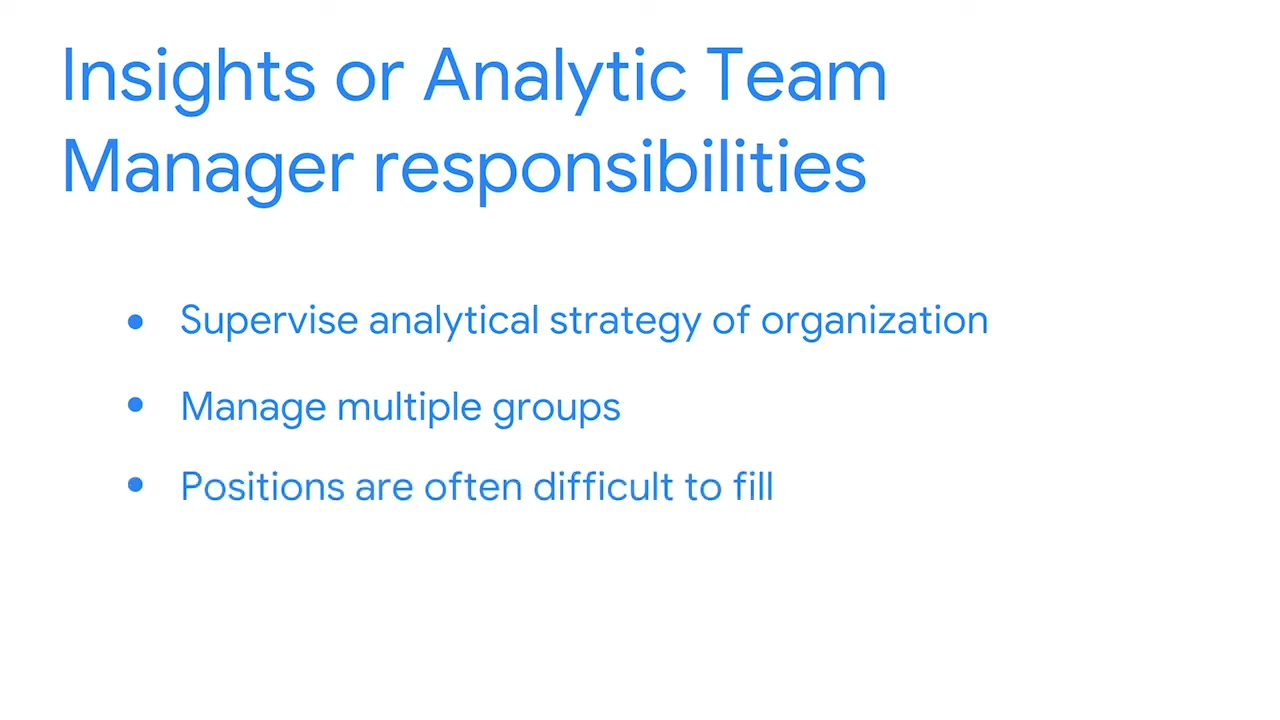 Insights or Analytic Team
Manager responsibilities
• Supervise analytical strategy of organization
• Manage multiple groups
• Positions are often difficult to fill